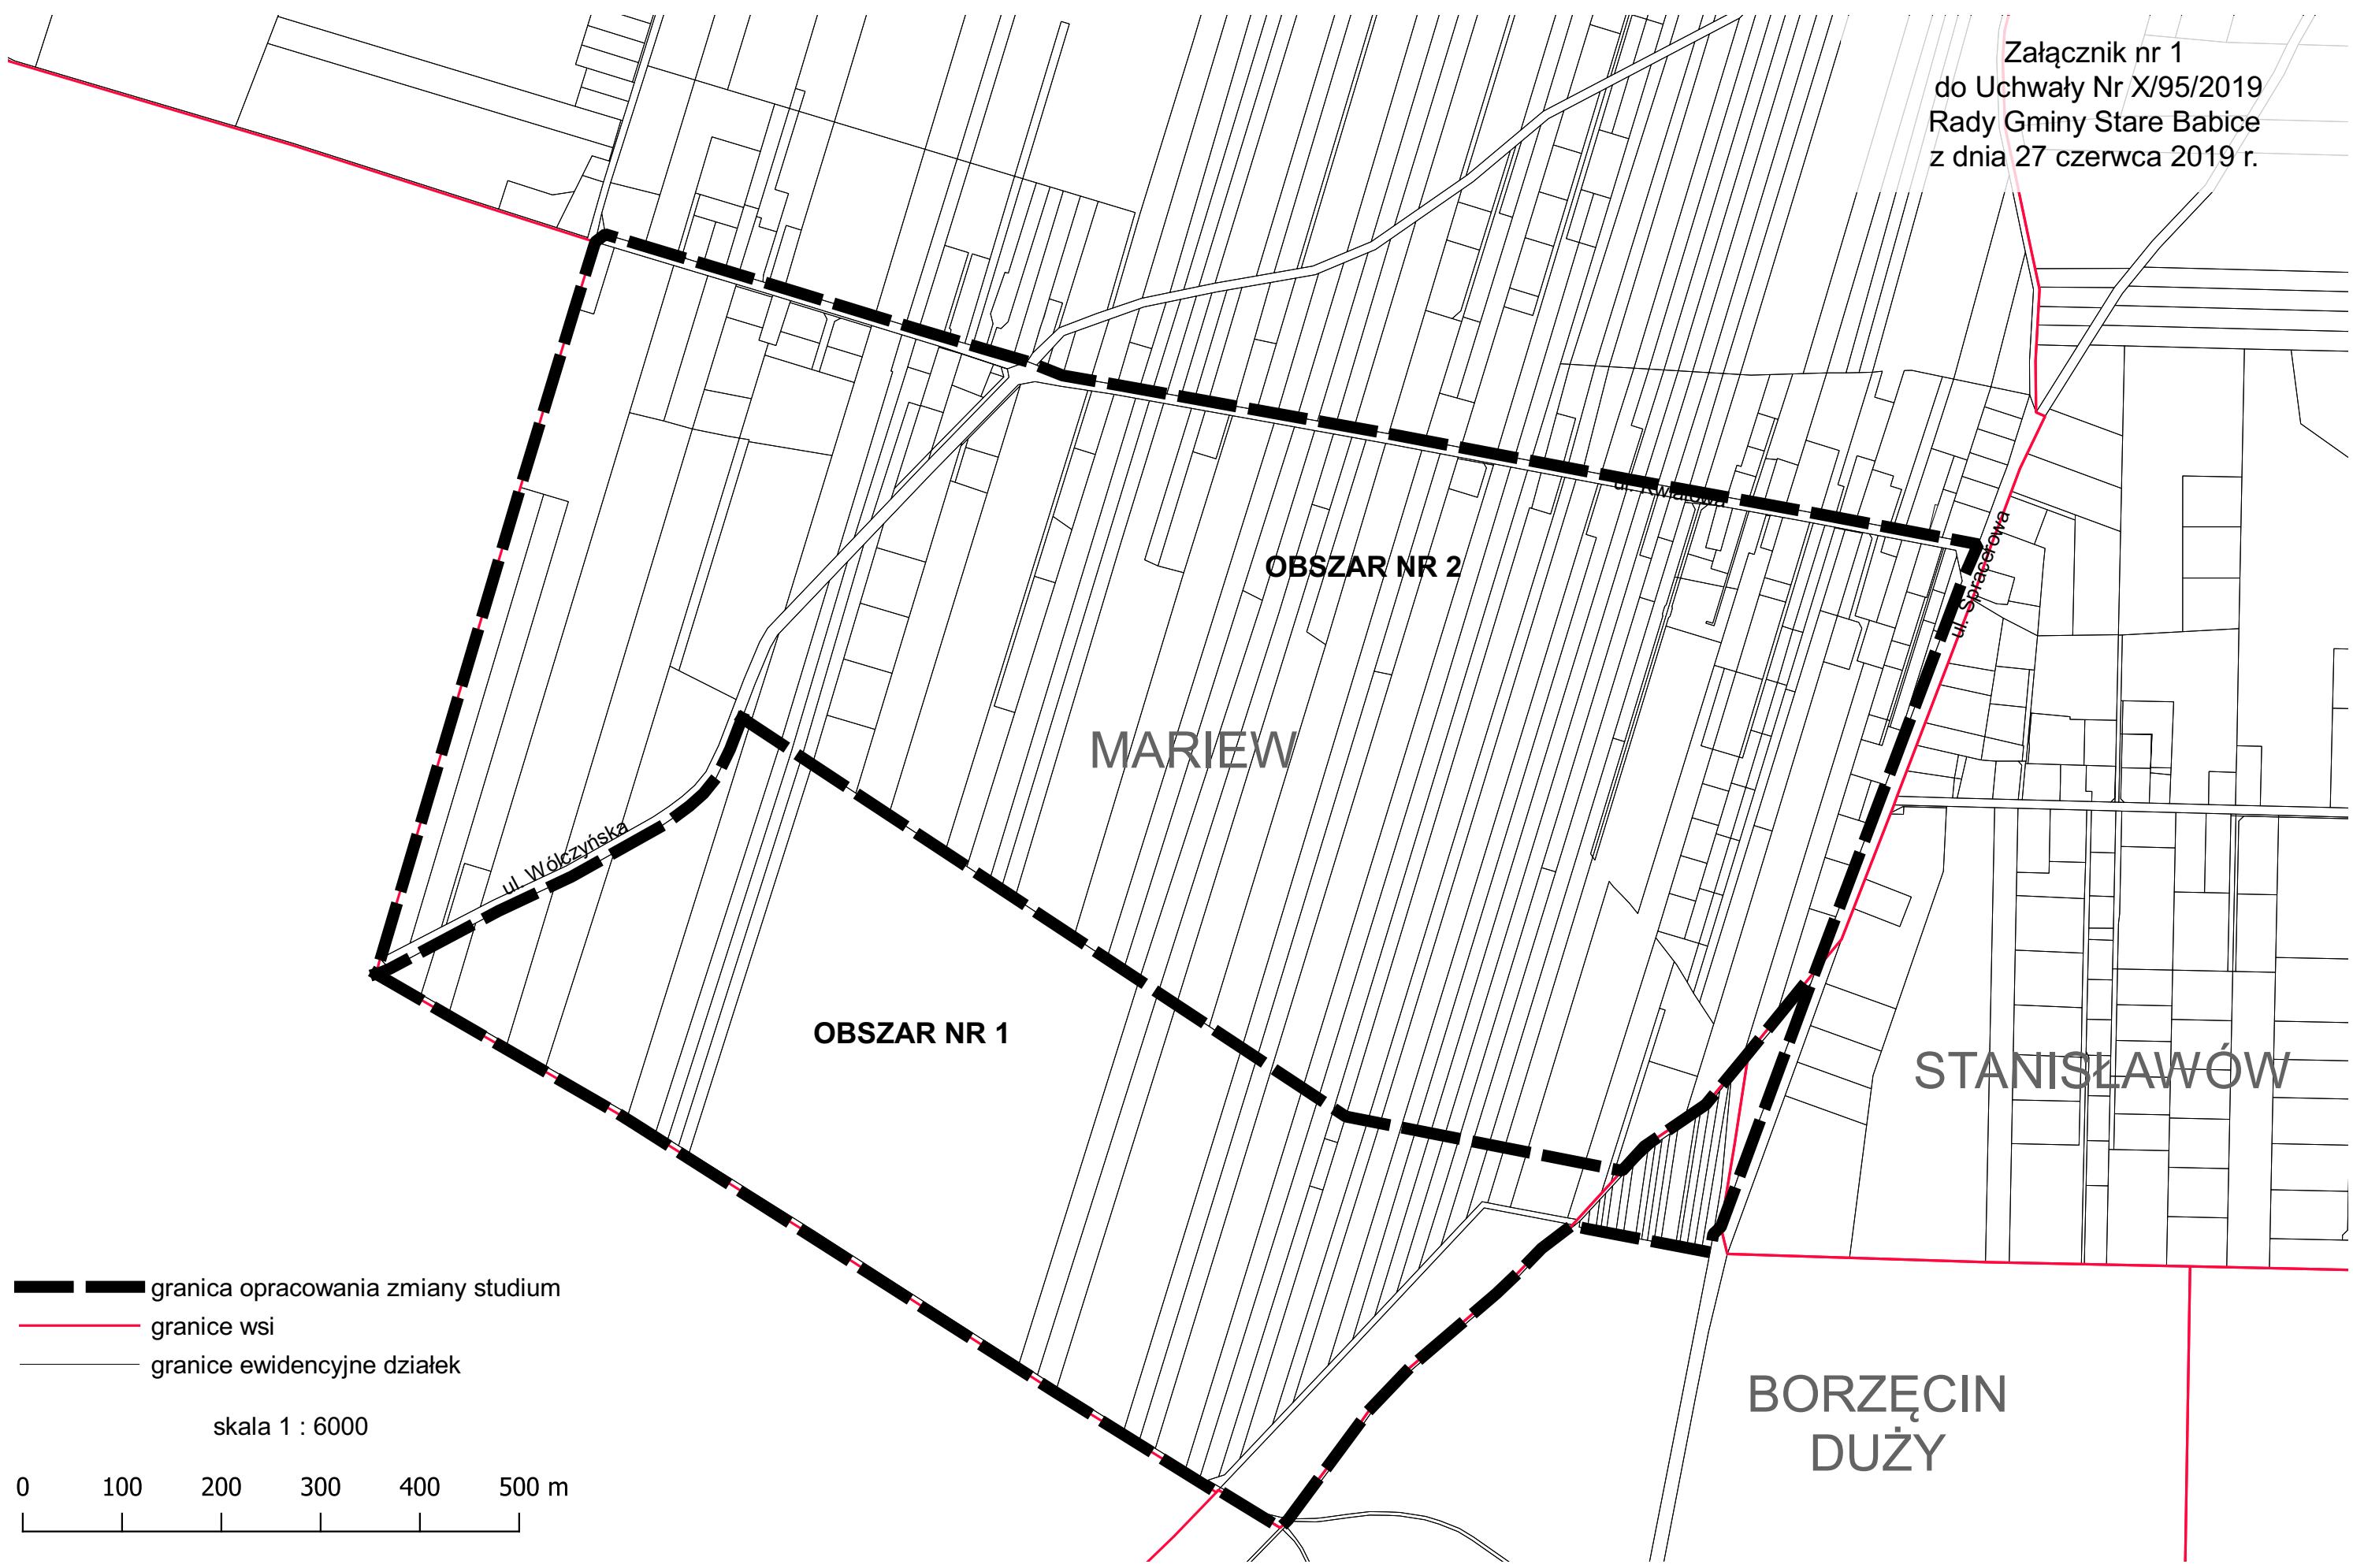 Załącznik nr 1
do Uchwały Nr X/95/2019
Rady Gminy Stare Babice
z dnia 27 czerwca 2019 r.
ul. Kwiatowa
ul. Spacerowa
OBSZAR NR 2
MARIEW
ul. Wólczyńska
OBSZAR NR 1
STANISŁAWÓW
BORZĘCIN
DUŻY
granica opracowania zmiany studium
granice wsi
granice ewidencyjne działek
skala 1 : 6000
0 100 200 300 400 500 m